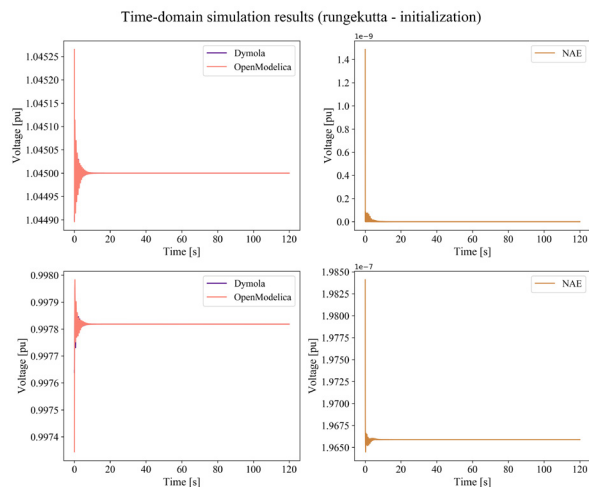 Time-domain simulation results (rungekutta - initialization)
1e−9
Dymola
OpenModelica
NAE
Voltage [pu]
1.04525
1.04520
1.04515
1.04510
1.04505
1.04500
1.04495
1.04490
0 20 40 60 80 100 120
Time [s]
Voltage [pu]
1.4
1.2
1.0
0.8
0.6
0.4
0.2
0.0
0 20 40 60 80 100 120
Time [s]
Dymola
OpenModelica
Voltage [pu]
0.9980
0.9979
0.9978
0.9977
0.9976
0.9975
0.9974
0 20 40 60 80 100 120
Time [s]
1e−7
NAE
Voltage [pu]
1.9850
1.9825
1.9800
1.9775
1.9750
1.9725
1.9700
1.9675
1.9650
0 20 40 60 80 100 120
Time [s]